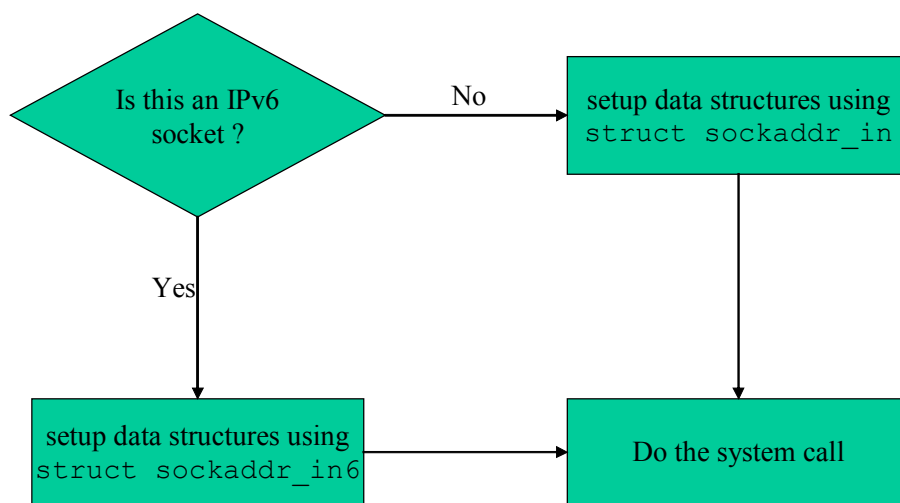 Is this an IPv6
socket ?
No
setup data structures using
struct sockaddr_in
Yes
setup data structures using
struct sockaddr_in6
Do the system call